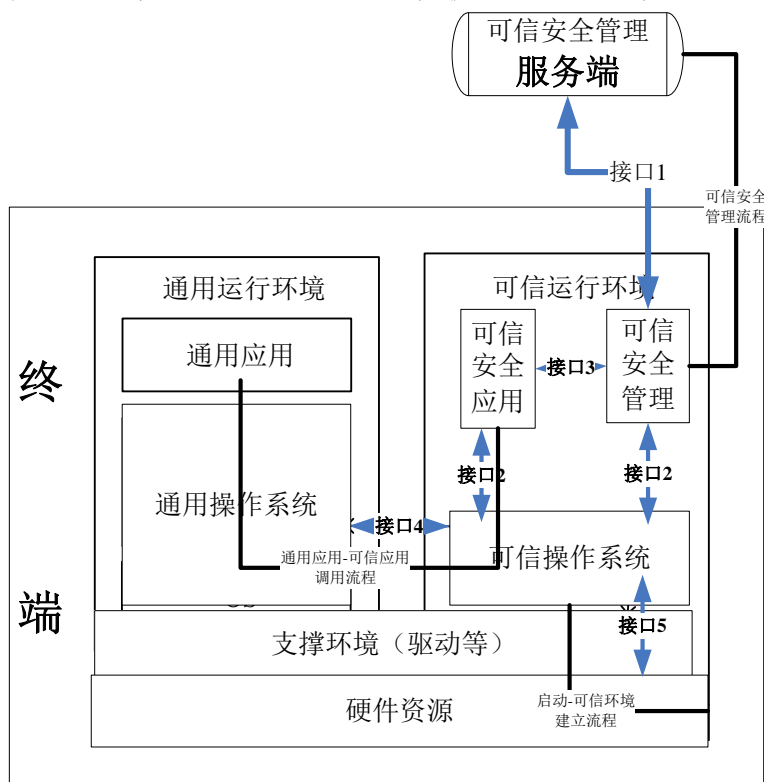 可信安全管理
服务端
接口1
可信安全
管理流程
终
端
通用运行环境
可信运行环境
通用应用
可信
安全
应用
接口3
可信
安全
管理
接口2
接口2
通用操作系统
接口4
可信操作系统
通用应用-可信应用
调用流程
支撑环境（驱动等）
接口5
硬件资源
启动-可信环境
建立流程